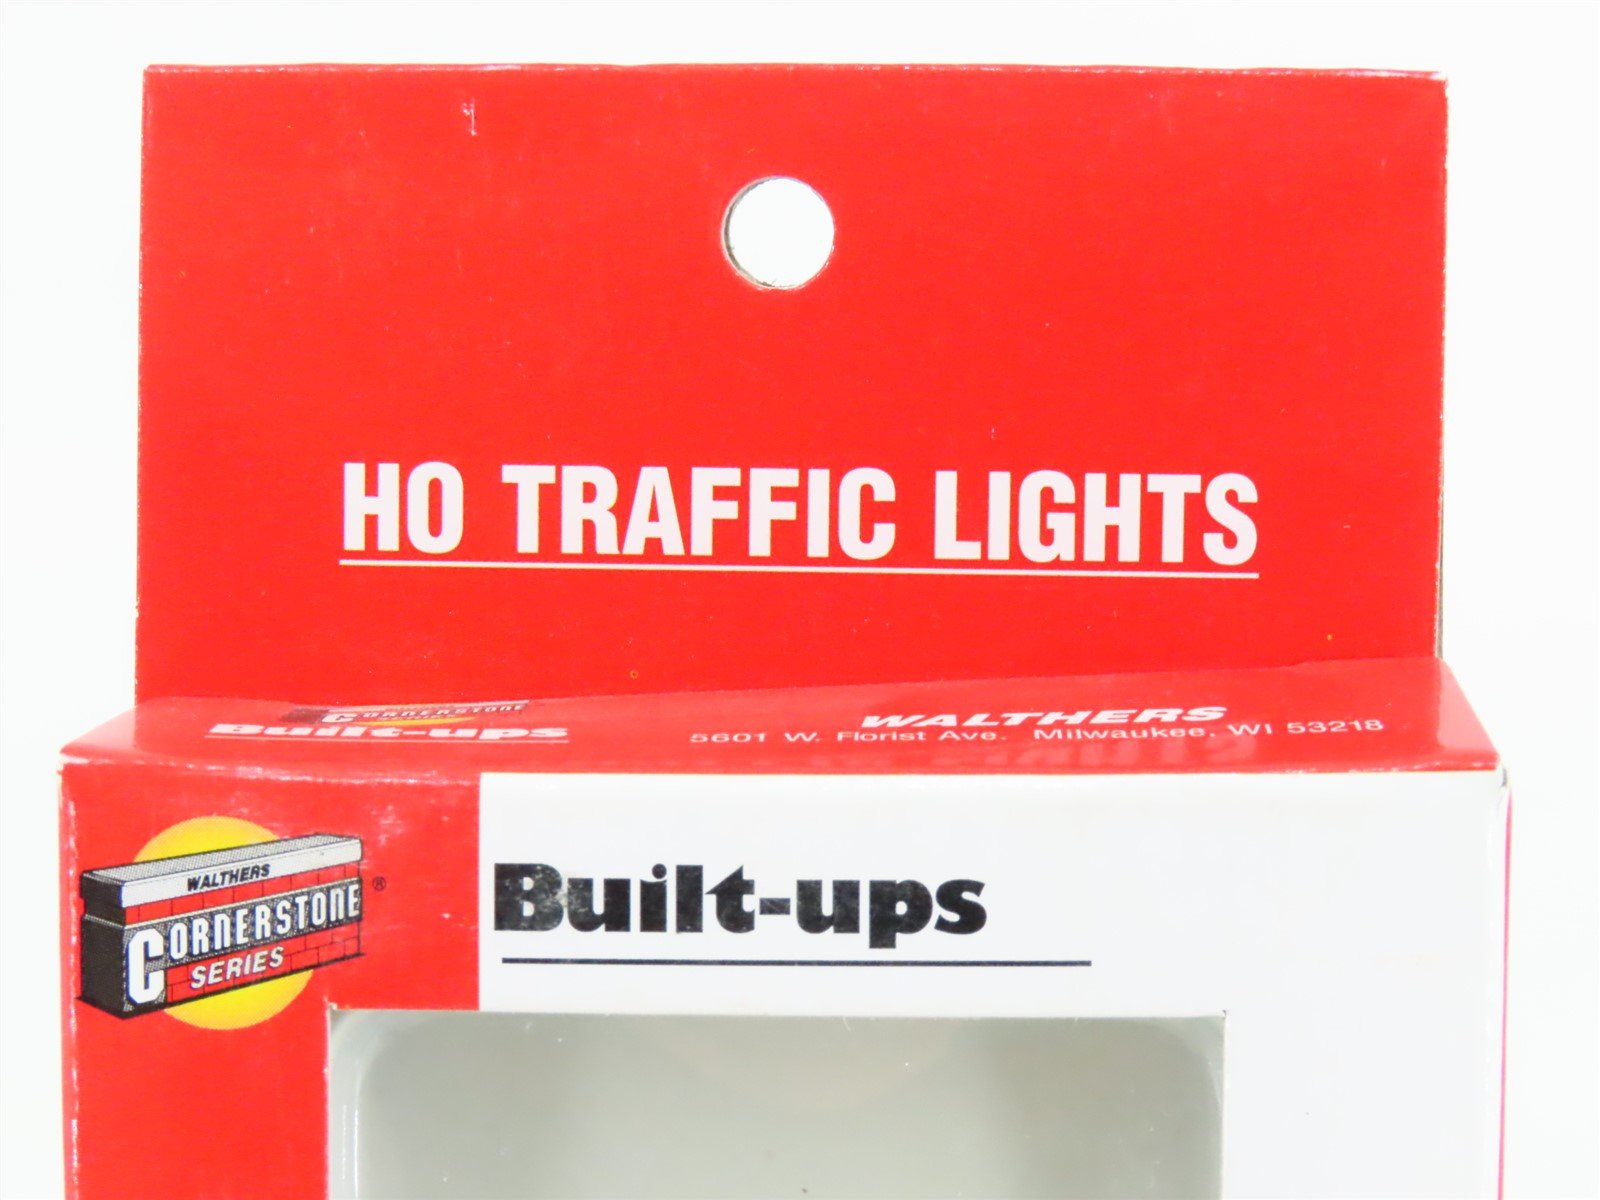 HO TRAFFIC LIGHTS
CORNERSTONE
Built-ups
WALTHERS
5601 W. Florist Ave. Milwaukee, WI 53218
WALTHERS
CORNERSTONE ®
SERIES
Built-ups